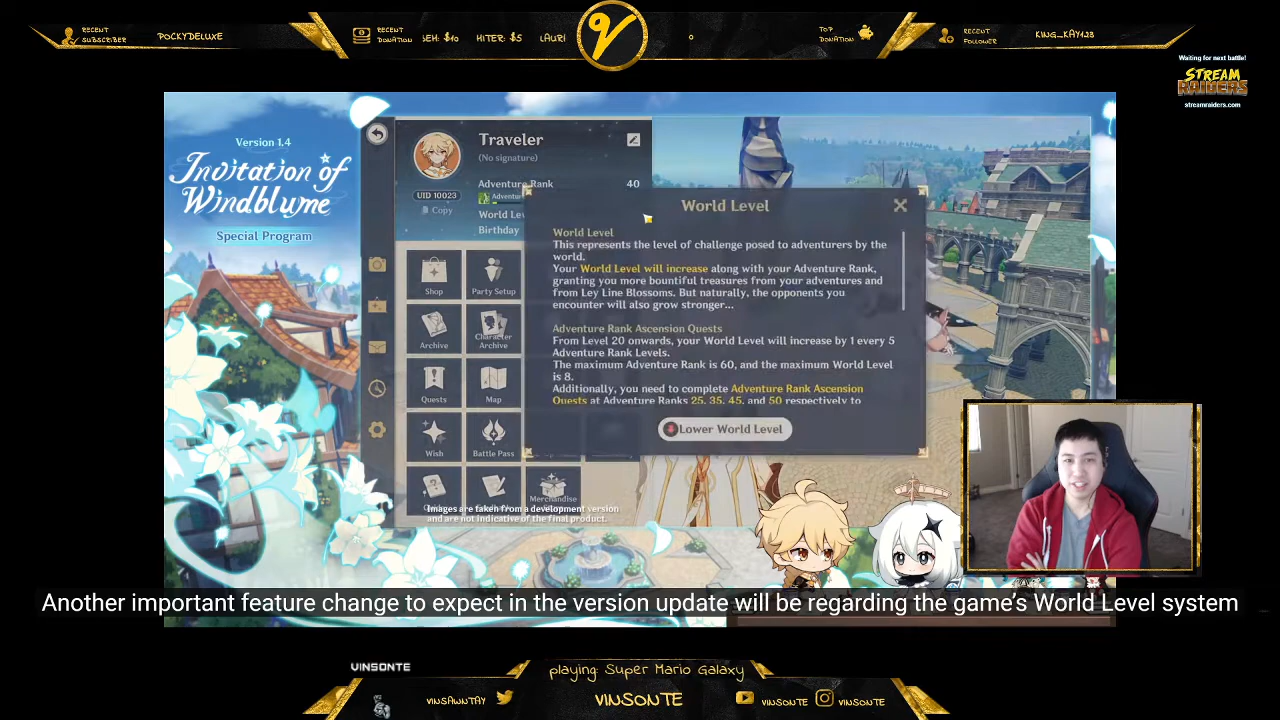 RECENT
SUBSCRIBER
POCKYDELUXE
RECENT
DONATION
HITER: $5
LAURI
0
TOP
DONATION
RECENT
FOLLOWER
KING_KAY123
Waiting for next battle!
STREAM
RAIDERS
streamraiders.com
Version 1.4
Invitation of
Windblume
Special Program
Traveler
(No signature)
Adventure Rank 40
UID 10023
Copy
World Lev
Birthday
Shop
Party Setup
Archive
Character
Archive
Quests
Map
Wish
Battle Pass
Merchandise
Images are taken from a development version
and are not indicative of the final product.
World Level
World Level
This represents the level of challenge posed to adventurers by the
world.
Your World Level will increase along with your Adventure Rank,
granting you more bountiful treasures from your adventures and
from Ley Line Blossoms. But naturally, the opponents you
encounter will also grow stronger...
Adventure Rank Ascension Quests
From Level 20 onwards, your World Level will increase by 1 every 5
Adventure Rank Levels.
The maximum Adventure Rank is 60, and the maximum World Level
is 8.
Additionally, you need to complete Adventure Rank Ascension
Quests at Adventure Ranks 25, 35, 45, and 50 respectively to
Lower World Level
Another important feature change to expect in the version update will be regarding the game's World Level system
VINSONTE
playing: Super Mario Galaxy
VINSAWNTAY
VINSONTE
VINSONTE
VINSONTE